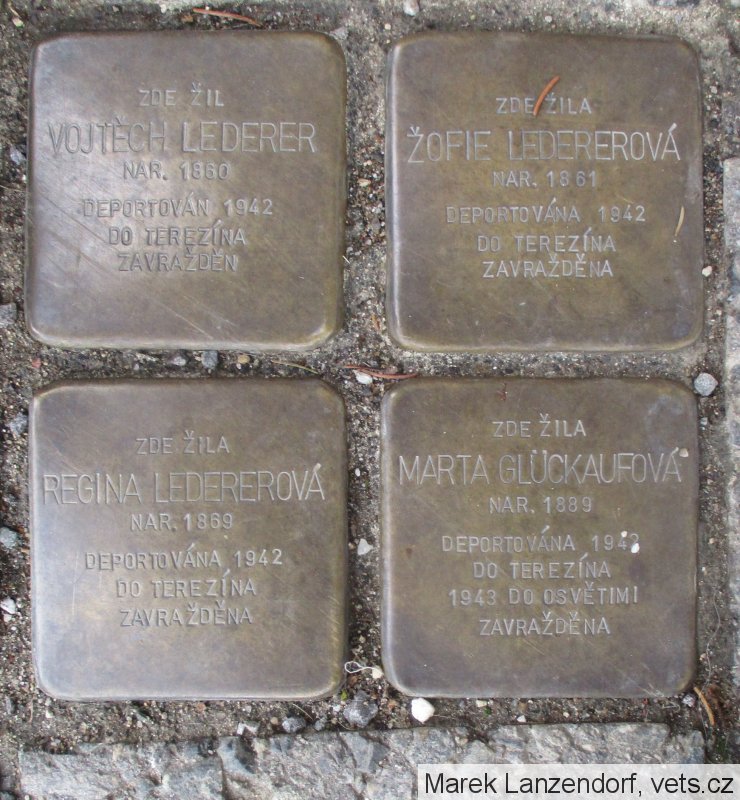 ZDE ŽIL
VOJTĚCH LEDERER
NAR. 1860
DEPORTOVÁN 1942
DO TEREZÍNA
ZAVRAŽDĚN
ZDE ŽILA
ŽOFIE LEDEREROVÁ
NAR. 1861
DEPORTOVÁNA 1942
DO TEREZÍNA
ZAVRAŽDĚNA
ZDE ŽILA
REGINA LEDEREROVÁ
NAR. 1869
DEPORTOVÁNA 1942
DO TEREZÍNA
ZAVRAŽDĚNA
ZDE ŽILA
MARTA GLÜCKAUFOVÁ
NAR. 1889
DEPORTOVÁNA 1942
DO TEREZÍNA
1943 DO OSVĚTIMI
ZAVRAŽDĚNA
Marek Lanzendorf, vets.cz